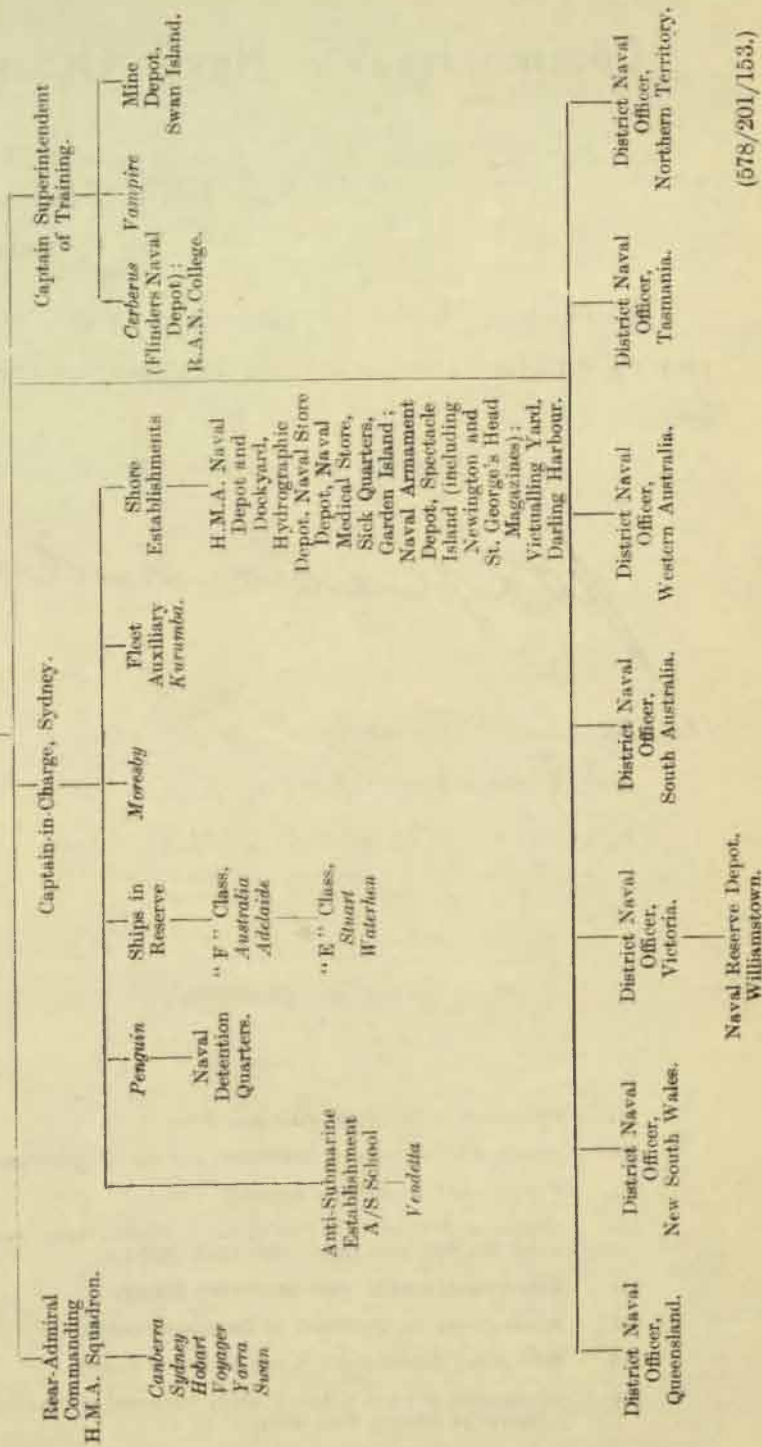 Rear-Admiral
Commanding
H.M.A. Squadron.
Canberra
Sydney
Hobart
Voyager
Yarra
Swan
Captain-in-Charge, Sydney.
Anti-Submarine
Establishment
A/S School
Vendetta
Penguin
Naval
Detention
Quarters.
Ships in
Reserve
"F" Class.
Australia
Adelaide
"E" Class.
Stuart
Waterhen
Moresby
Fleet
Auxiliary
Kurumba.
Shore
Establishments
H.M.A. Naval
Depot and
Dockyard,
Hydrographic
Depot, Naval Store
Depot, Naval
Medical Store,
Sick Quarters,
Garden Island;
Naval Armament
Depot, Spectacle
Island (including
Newington and
St. George's Head
Magazines);
Victualling Yard.
Darling Harbour.
Captain Superintendent
of Training.
Cerberus
(Flinders Naval
Depot);
R.A.N. College.
Vampire
Mine
Depot,
Swan Island.
District Naval
Officer,
Queensland.
District Naval
Officer,
New South Wales.
District Naval
Officer,
Victoria.
Naval Reserve Depot,
Williamstown.
District Naval
Officer,
South Australia.
District Naval
Officer,
Western Australia.
District Naval
Officer,
Tasmania.
District Naval
Officer,
Northern Territory.
(578/201/153.)